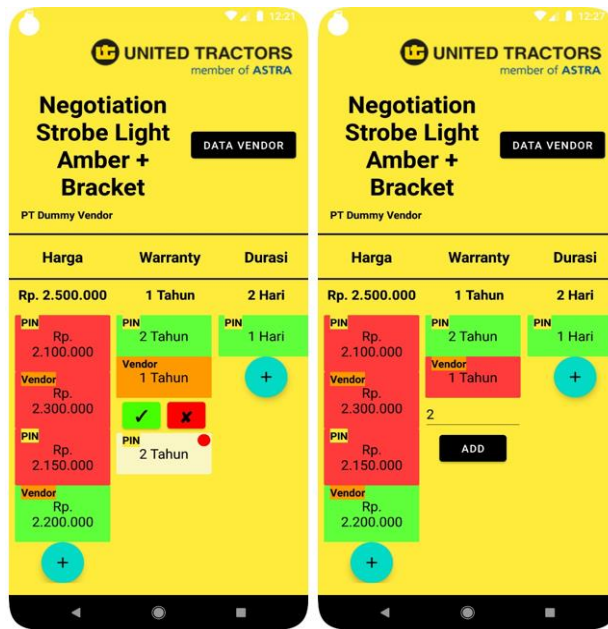 12:21
UNITED TRACTORS
member of ASTRA
Negotiation
Strobe Light
Amber +
Bracket
DATA VENDOR
PT Dummy Vendor
Harga Warranty Durasi
Rp. 2.500.000 1 Tahun 2 Hari
PIN
Rp.
2.100.000
Vendor
Rp.
2.300.000
PIN
Rp.
2.150.000
Vendor
Rp.
2.200.000
+
PIN
2 Tahun
Vendor
1 Tahun
✓ ✘
PIN
2 Tahun
PIN
1 Hari
+
12:27
UNITED TRACTORS
member of ASTRA
Negotiation
Strobe Light
Amber +
Bracket
DATA VENDOR
PT Dummy Vendor
Harga Warranty Durasi
Rp. 2.500.000 1 Tahun 2 Hari
PIN
Rp.
2.100.000
Vendor
Rp.
2.300.000
PIN
Rp.
2.150.000
Vendor
Rp.
2.200.000
+
PIN
2 Tahun
Vendor
1 Tahun
2
ADD
PIN
1 Hari
+